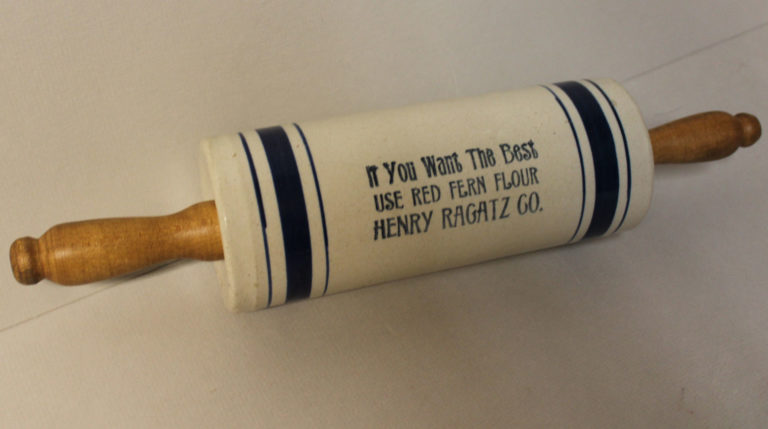 If You Want The Best
USE RED FERN FLOUR
HENRY RAGATZ CO.